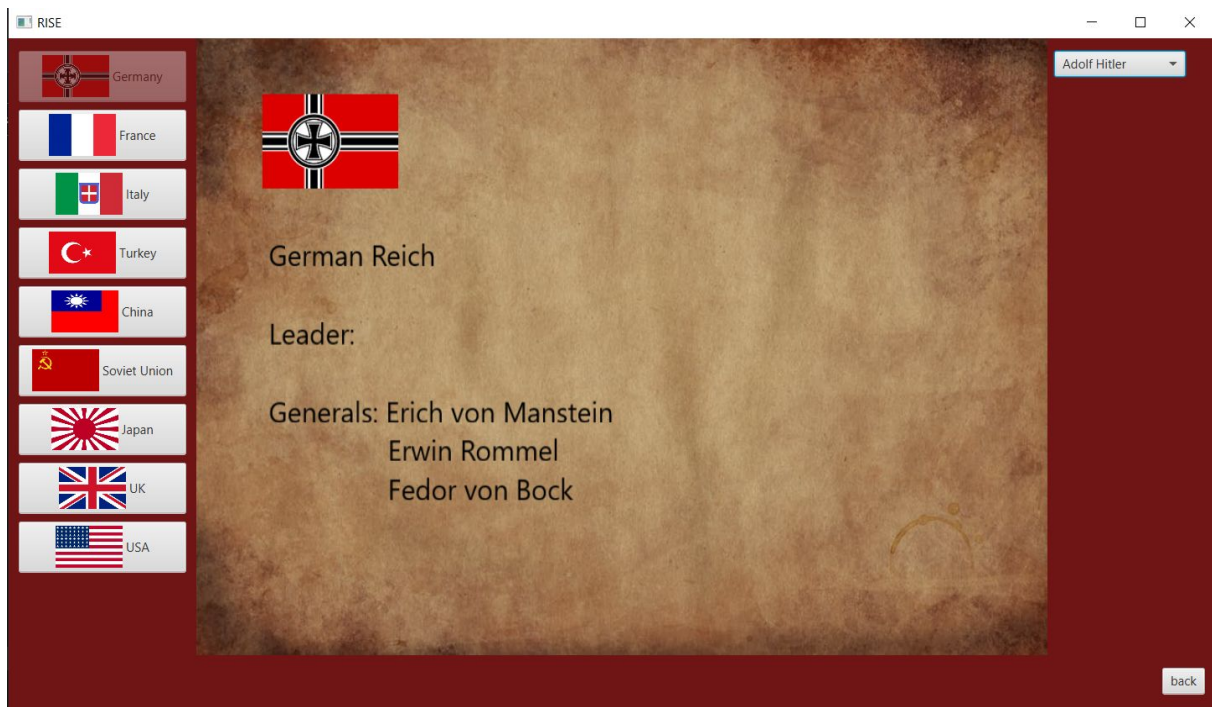 RISE
Germany
France
Italy
Turkey
China
Soviet Union
Japan
UK
USA
German Reich
Leader:
Generals: Erich von Manstein
Erwin Rommel
Fedor von Bock
Adolf Hitler
back